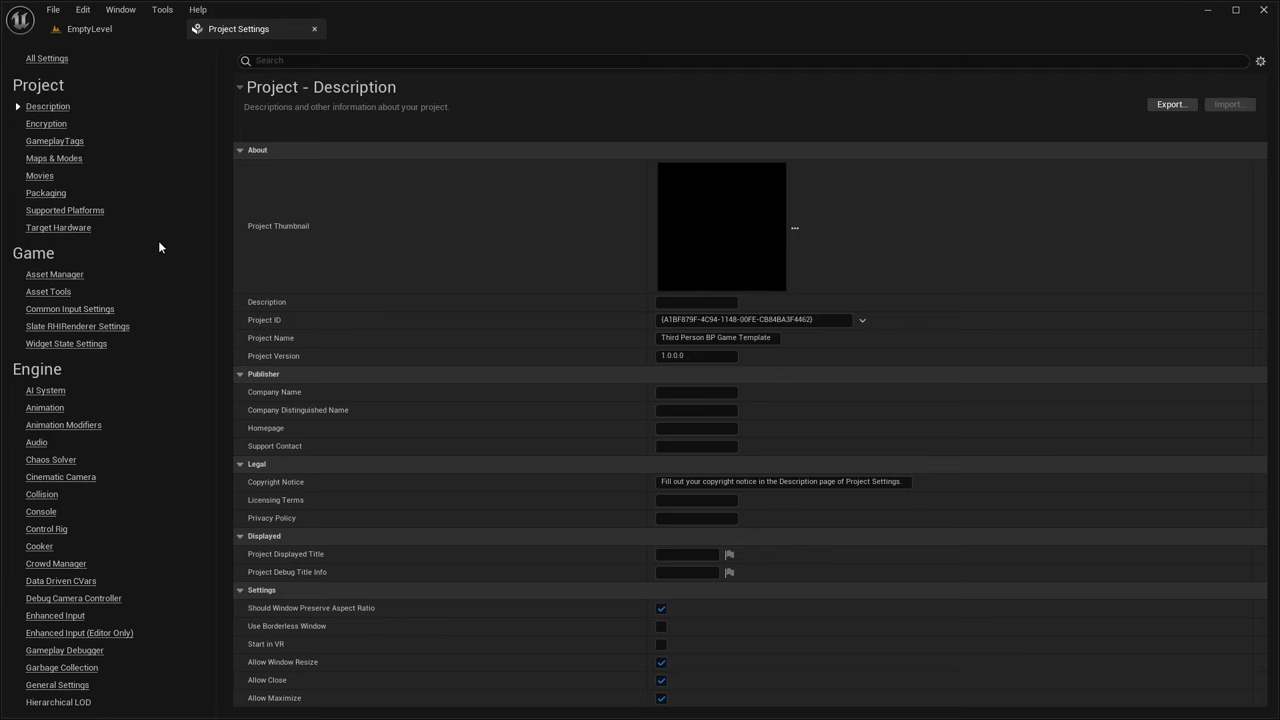 File Edit Window Tools Help
EmptyLevel
Project Settings
All Settings
Project
Description
Encryption
GameplayTags
Maps & Modes
Movies
Packaging
Supported Platforms
Target Hardware
Game
Asset Manager
Asset Tools
Common Input Settings
Slate RHIRenderer Settings
Widget State Settings
Engine
AI System
Animation
Animation Modifiers
Audio
Chaos Solver
Cinematic Camera
Collision
Console
Control Rig
Cooker
Crowd Manager
Data Driven CVars
Debug Camera Controller
Enhanced Input
Enhanced Input (Editor Only)
Gameplay Debugger
Garbage Collection
General Settings
Hierarchical LOD
Search
Project - Description
Descriptions and other information about your project.
Export...
Import...
About
Project Thumbnail
Description
Project ID {A1BF879F-4C94-1148-00FE-CB84BA3F4462}
Project Name Third Person BP Game Template
Project Version 1.0.0.0
Publisher
Company Name
Company Distinguished Name
Homepage
Support Contact
Legal
Copyright Notice Fill out your copyright notice in the Description page of Project Settings.
Licensing Terms
Privacy Policy
Displayed
Project Displayed Title
Project Debug Title Info
Settings
Should Window Preserve Aspect Ratio
Use Borderless Window
Start in VR
Allow Window Resize
Allow Close
Allow Maximize